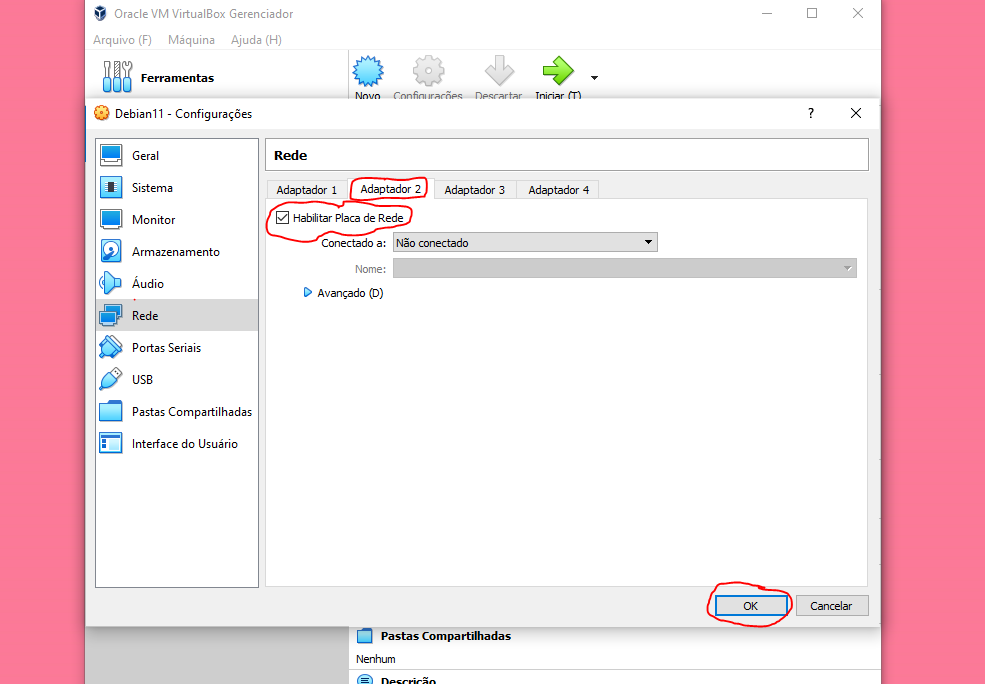 Oracle VM VirtualBox Gerenciador
Arquivo (F) Máquina Ajuda (H)
Ferramentas
Novo Configurações Descartar Iniciar (T)
Debian11 - Configurações
?
Geral
Sistema
Monitor
Armazenamento
Áudio
Rede
Portas Seriais
USB
Pastas Compartilhadas
Interface do Usuário
Rede
Adaptador 1 Adaptador 2 Adaptador 3 Adaptador 4
Habilitar Placa de Rede
Conectado a: Não conectado
Nome:
Avançado (D)
OK Cancelar
Pastas Compartilhadas
Nenhum
Descrição